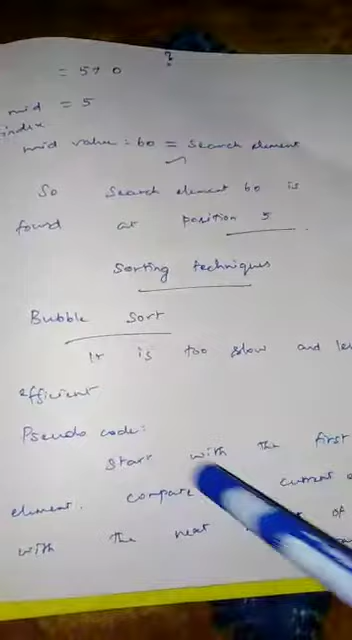 ?
= 5 > 0
mid = 5
index
mid value : 60 = search element
So search element 60 is
found at position 5
Sorting techniques
Bubble sort
It is too slow and le
efficient
Pseudo code:
Start with the first
element. compare current
with the next of